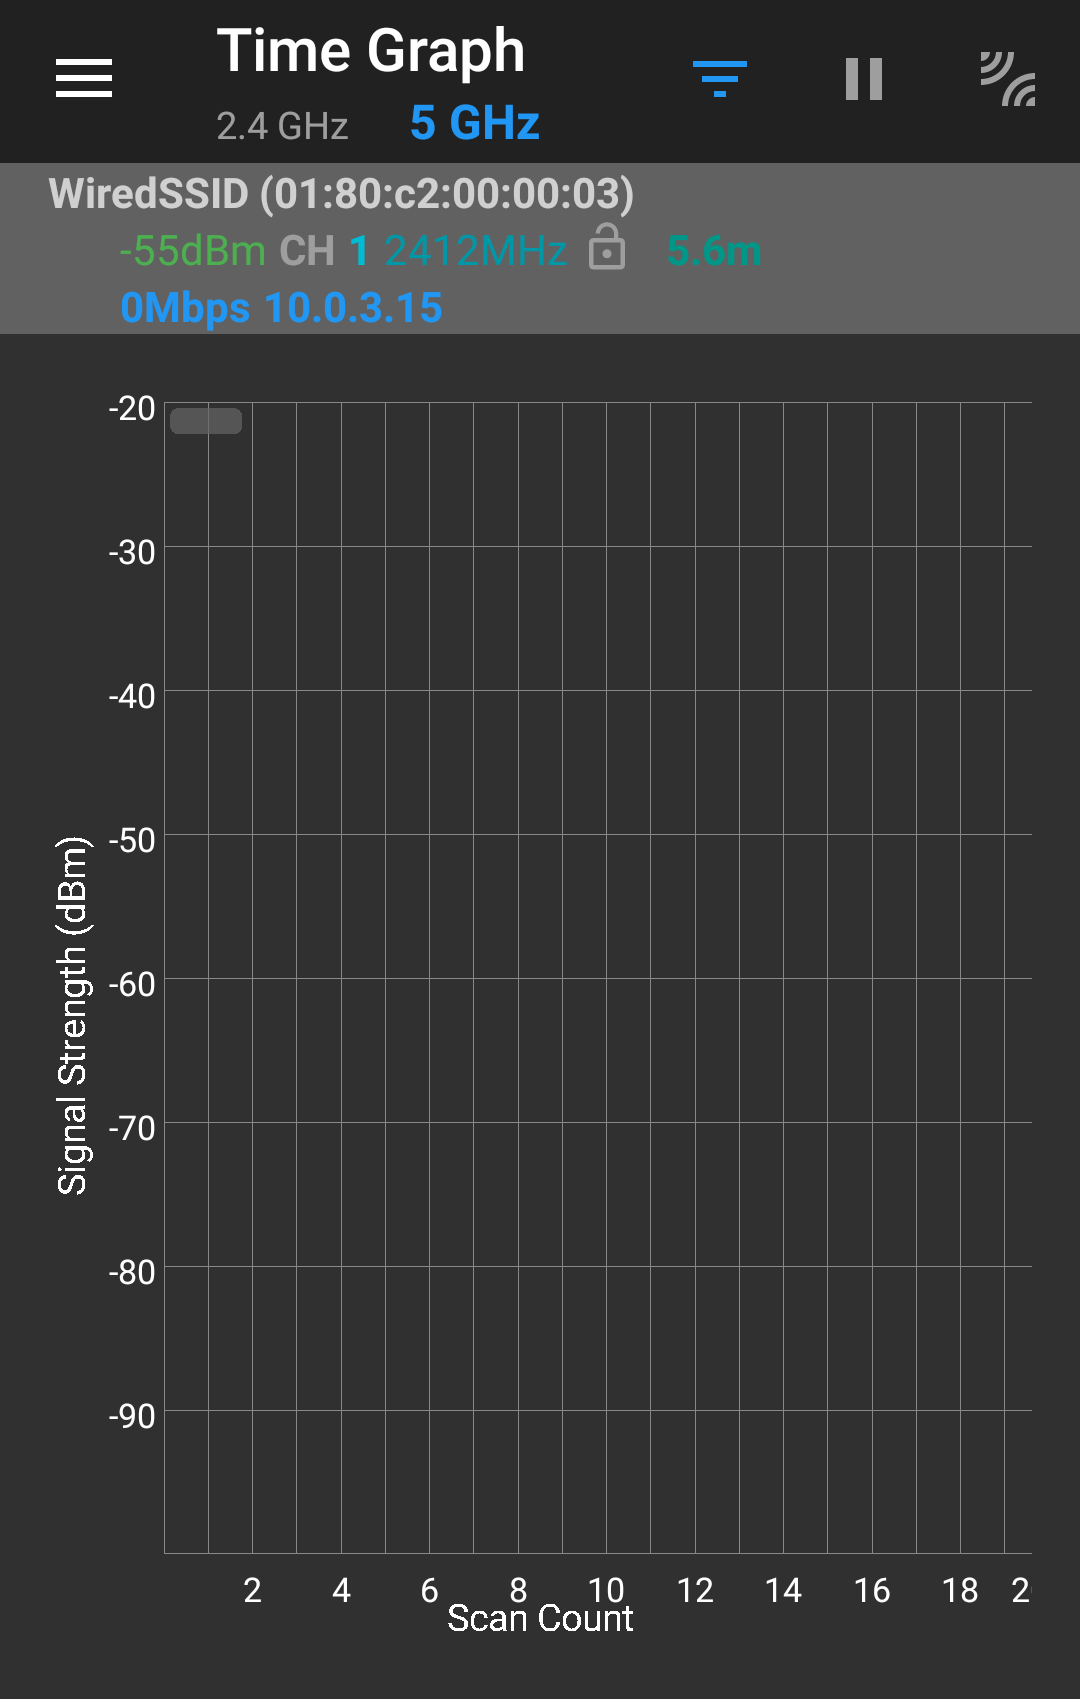 Time Graph
2.4 GHz 5 GHz
WiredSSID (01:80:c2:00:00:03)
-55dBm CH 1 2412MHz 5.6m
0Mbps 10.0.3.15
-20
-30
-40
-50
-60
-70
-80
-90
Signal Strength (dBm)
2 4 6 8 10 12 14 16 18
Scan Count